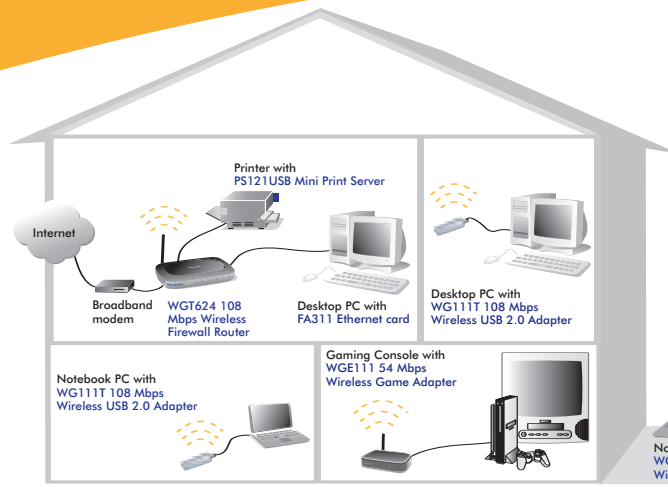 Printer with
PS121USB Mini Print Server
Internet
Broadband
modem
WGT624 108
Mbps Wireless
Firewall Router
Desktop PC with
FA311 Ethernet card
Desktop PC with
WG111T 108 Mbps
Wireless USB 2.0 Adapter
Notebook PC with
WG111T 108 Mbps
Wireless USB 2.0 Adapter
Gaming Console with
WGE111 54 Mbps
Wireless Game Adapter